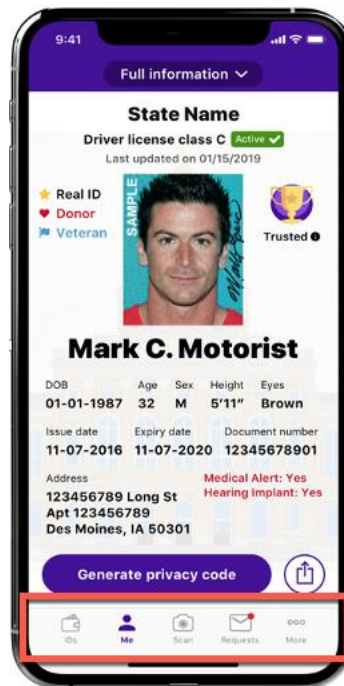 9:41
Full information
State Name
Driver license class C Active
Last updated on 01/15/2019
Real ID
Donor
Veteran
SAMPLE
Trusted
Mark C. Motorist
DOB Age Sex Height Eyes
01-01-1987 32 M 5'11" Brown
Issue date Expiry date Document number
11-07-2016 11-07-2020 12345678901
Address Medical Alert: Yes
123456789 Long St Hearing Implant: Yes
Apt 123456789
Des Moines, IA 50301
Generate privacy code
IDs Me Scan Requests More